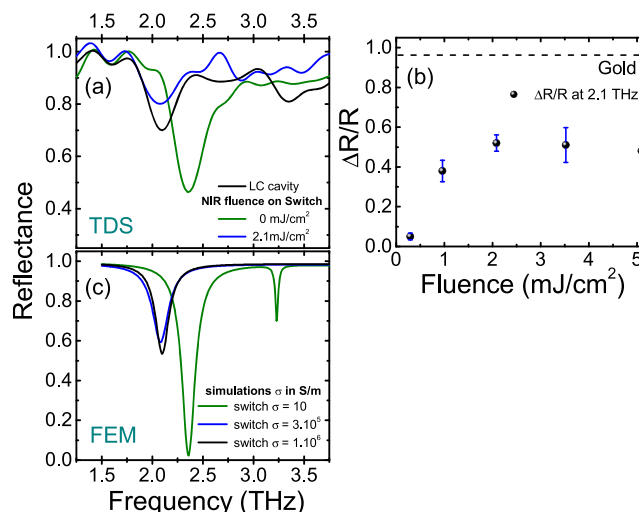 1.5 2.0 2.5 3.0 3.5
1.0
0.8
0.6
0.4
(a)
LC cavity
NIR fluence on Switch
0 mJ/cm²
2.1mJ/cm²
TDS
Reflectance
1.0
0.8
0.6
0.4
0.2
0.0
(c)
simulations σ in S/m
switch σ = 10
switch σ = 3.10⁵
switch σ = 1.10⁶
FEM
1.5 2.0 2.5 3.0 3.5
Frequency (THz)
1.0
0.8
0.6
0.4
0.2
0.0
ΔR/R
(b)
Gold
ΔR/R at 2.1 THz
0 1 2 3 4 5
Fluence (mJ/cm²)